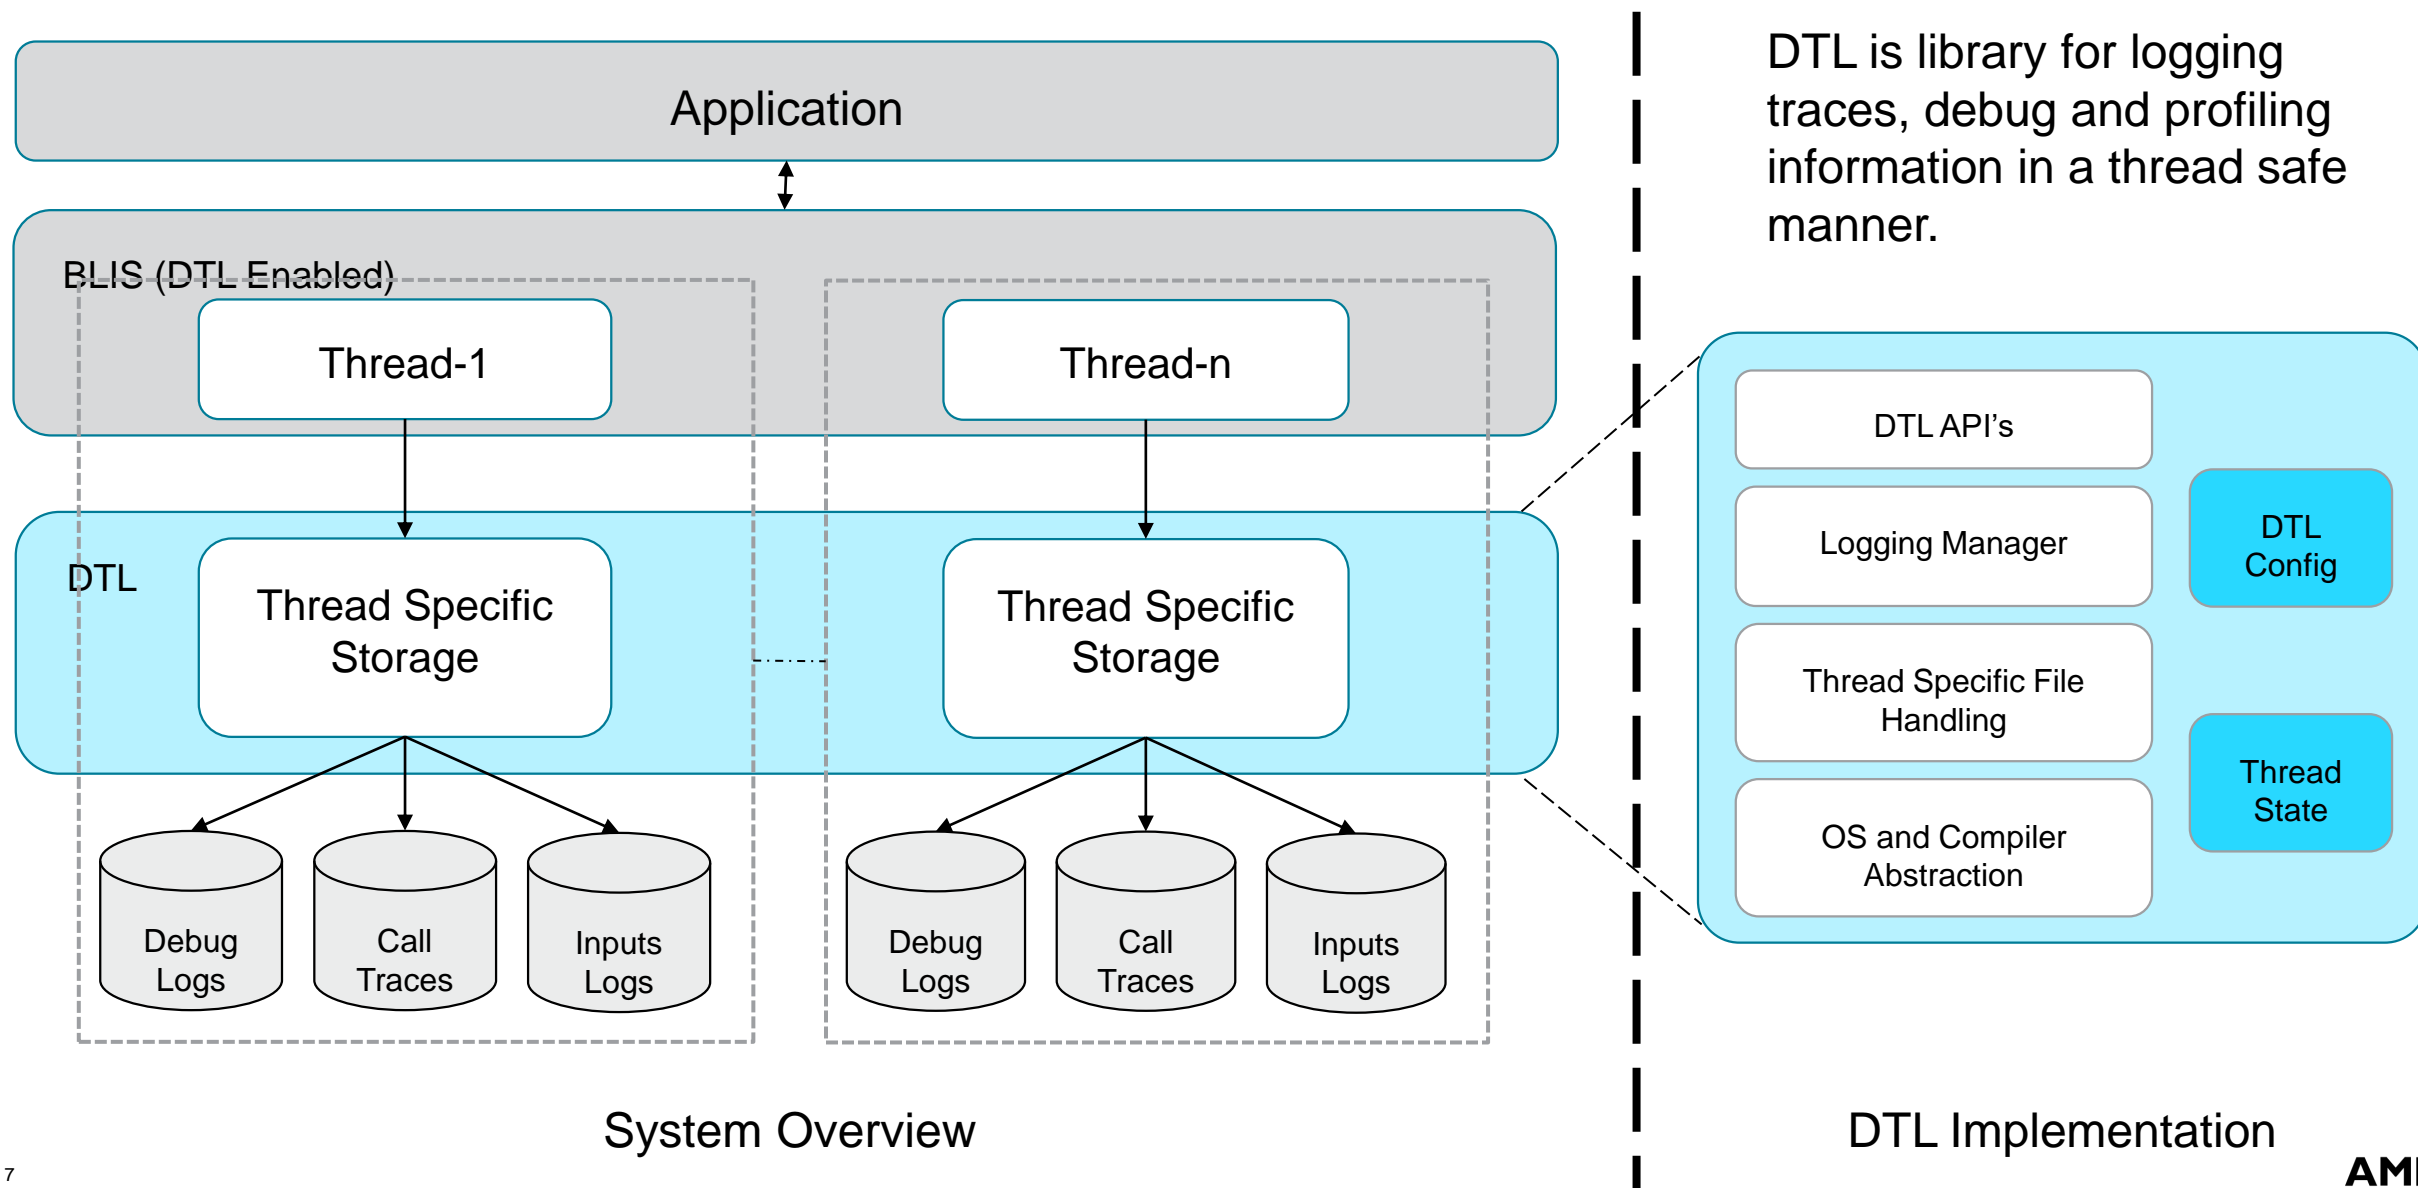 Application
BLIS (DTL Enabled)
Thread-1
Thread-n
DTL
Thread Specific
Storage
Thread Specific
Storage
Debug
Logs
Call
Traces
Inputs
Logs
Debug
Logs
Call
Traces
Inputs
Logs
System Overview
7
DTL is library for logging
traces, debug and profiling
information in a thread safe
manner.
DTL API's
Logging Manager
Thread Specific File
Handling
OS and Compiler
Abstraction
DTL
Config
Thread
State
DTL Implementation